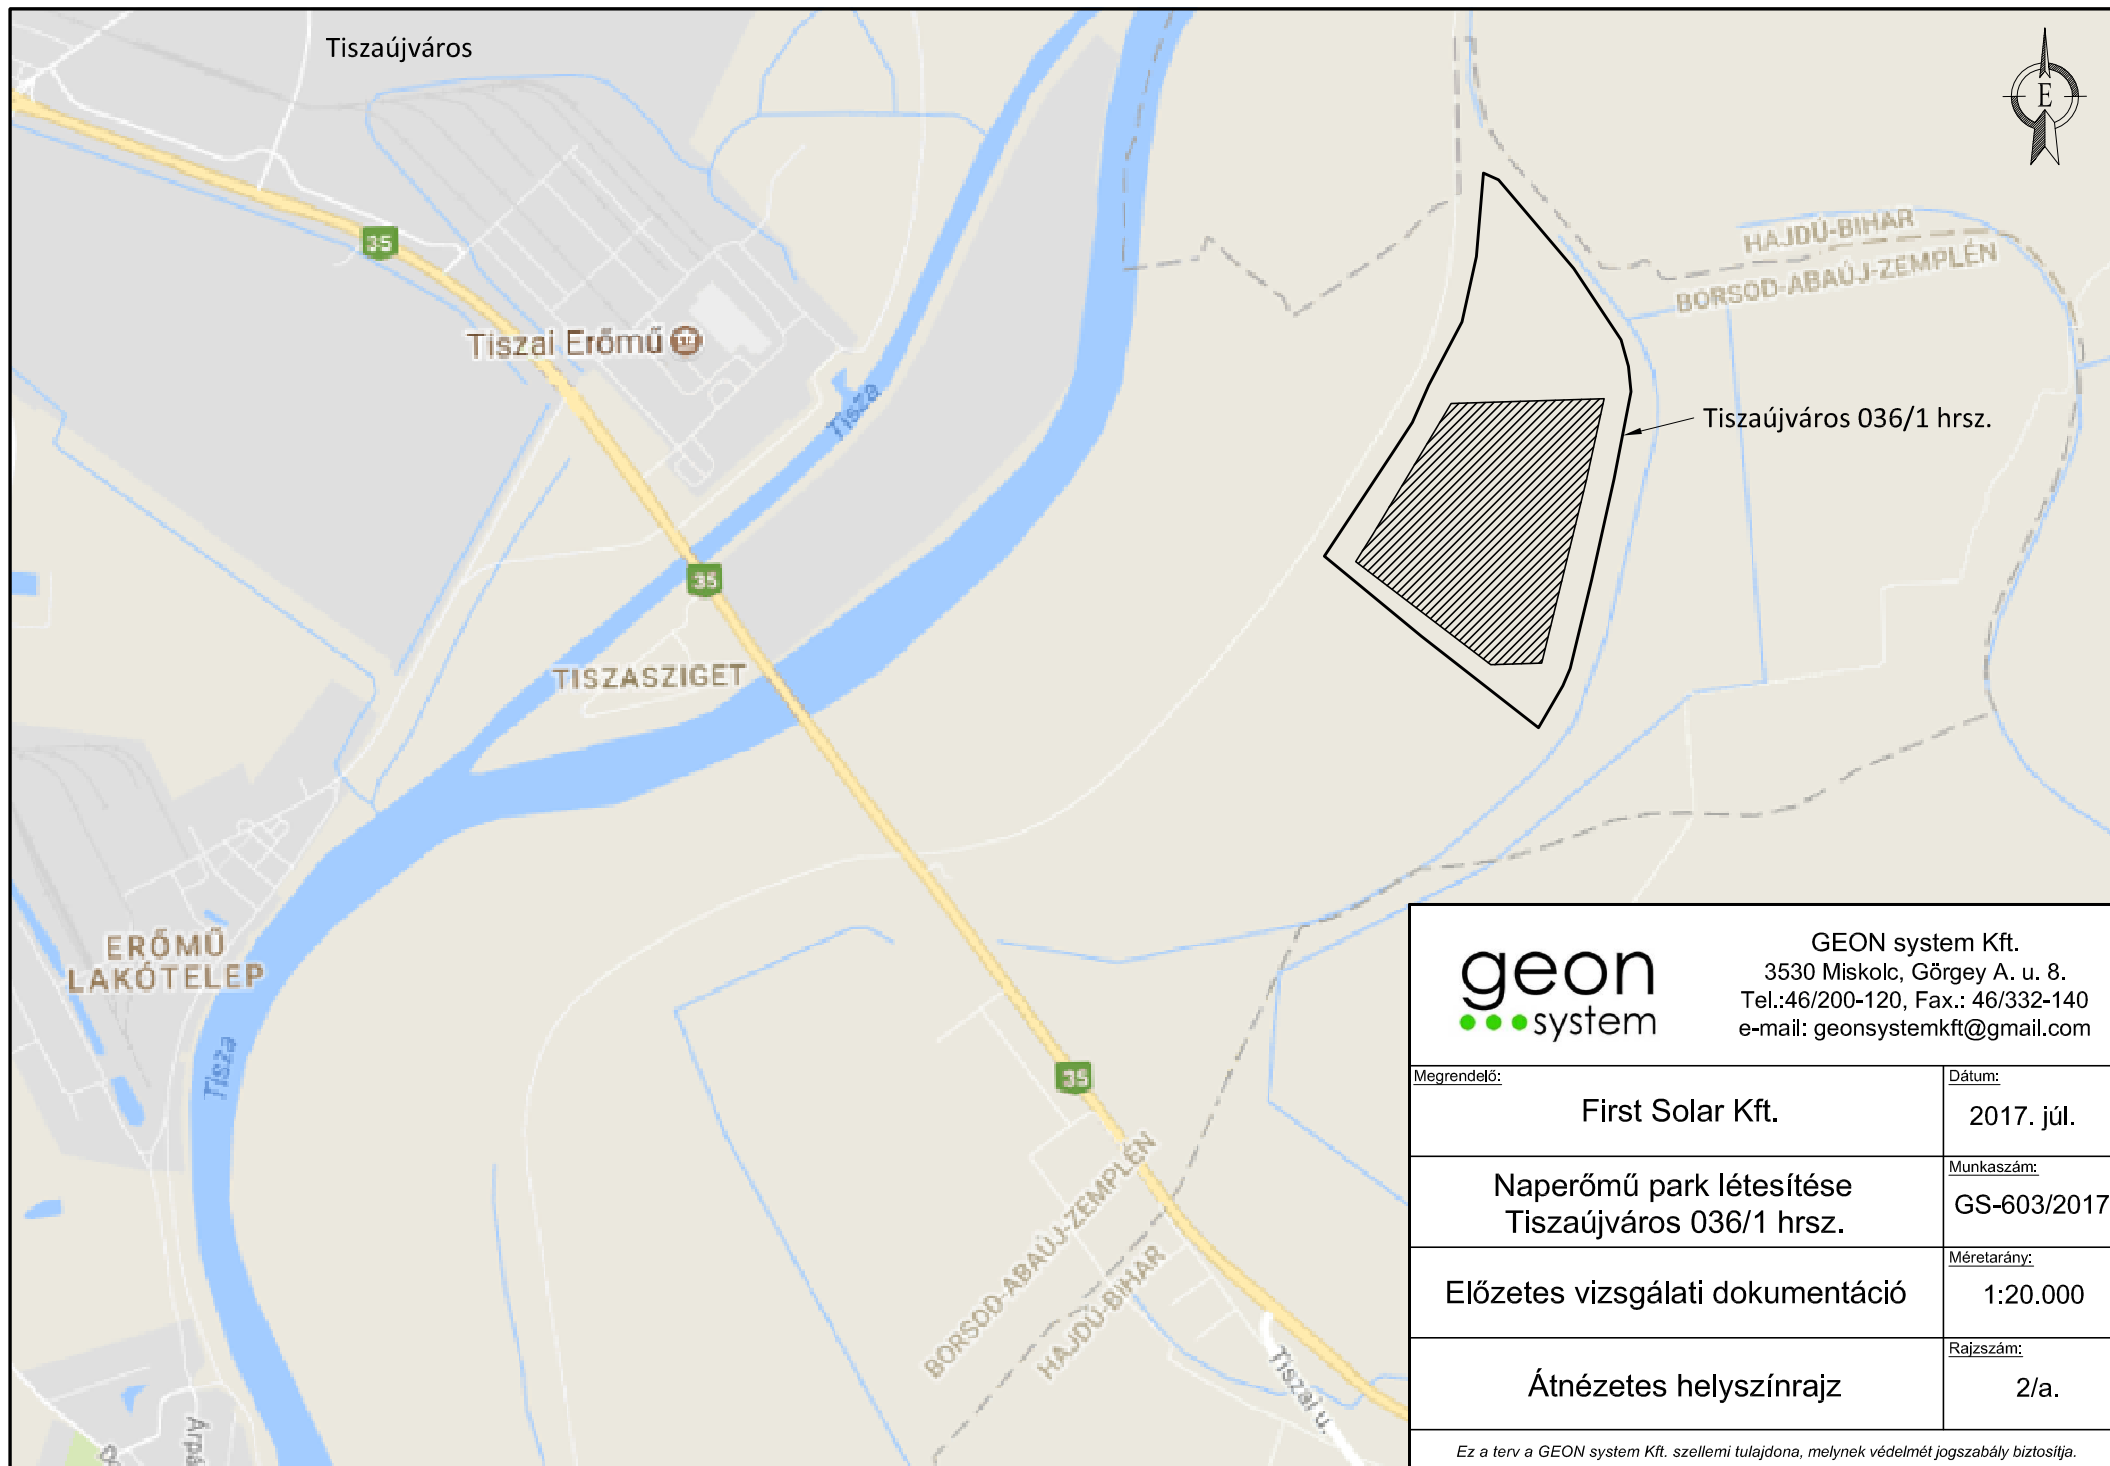 Tiszaújváros
E
HAJDÚ-BIHAR
BORSOD-ABAÚJ-ZEMPLÉN
35
Tiszai Erőmű
Tisza
Tiszaújváros 036/1 hrsz.
35
TISZASZIGET
ERŐMŰ
LAKÓTELEP
Tisza
35
BORSOD-ABAÚJ-ZEMPLÉN
HAJDÚ-BIHAR
Tiszai u.
geon
system
GEON system Kft.
3530 Miskolc, Görgey A. u. 8.
Tel.:46/200-120, Fax.: 46/332-140
e-mail: geonsystemkft@gmail.com
Megrendelő:
First Solar Kft.
Dátum:
2017. júl.
Naperőmű park létesítése
Tiszaújváros 036/1 hrsz.
Munkaszám:
GS-603/2017
Előzetes vizsgálati dokumentáció
Méretarány:
1:20.000
Átnézetes helyszínrajz
Rajzszám:
2/a.
Ez a terv a GEON system Kft. szellemi tulajdona, melynek védelmét jogszabály biztosítja.